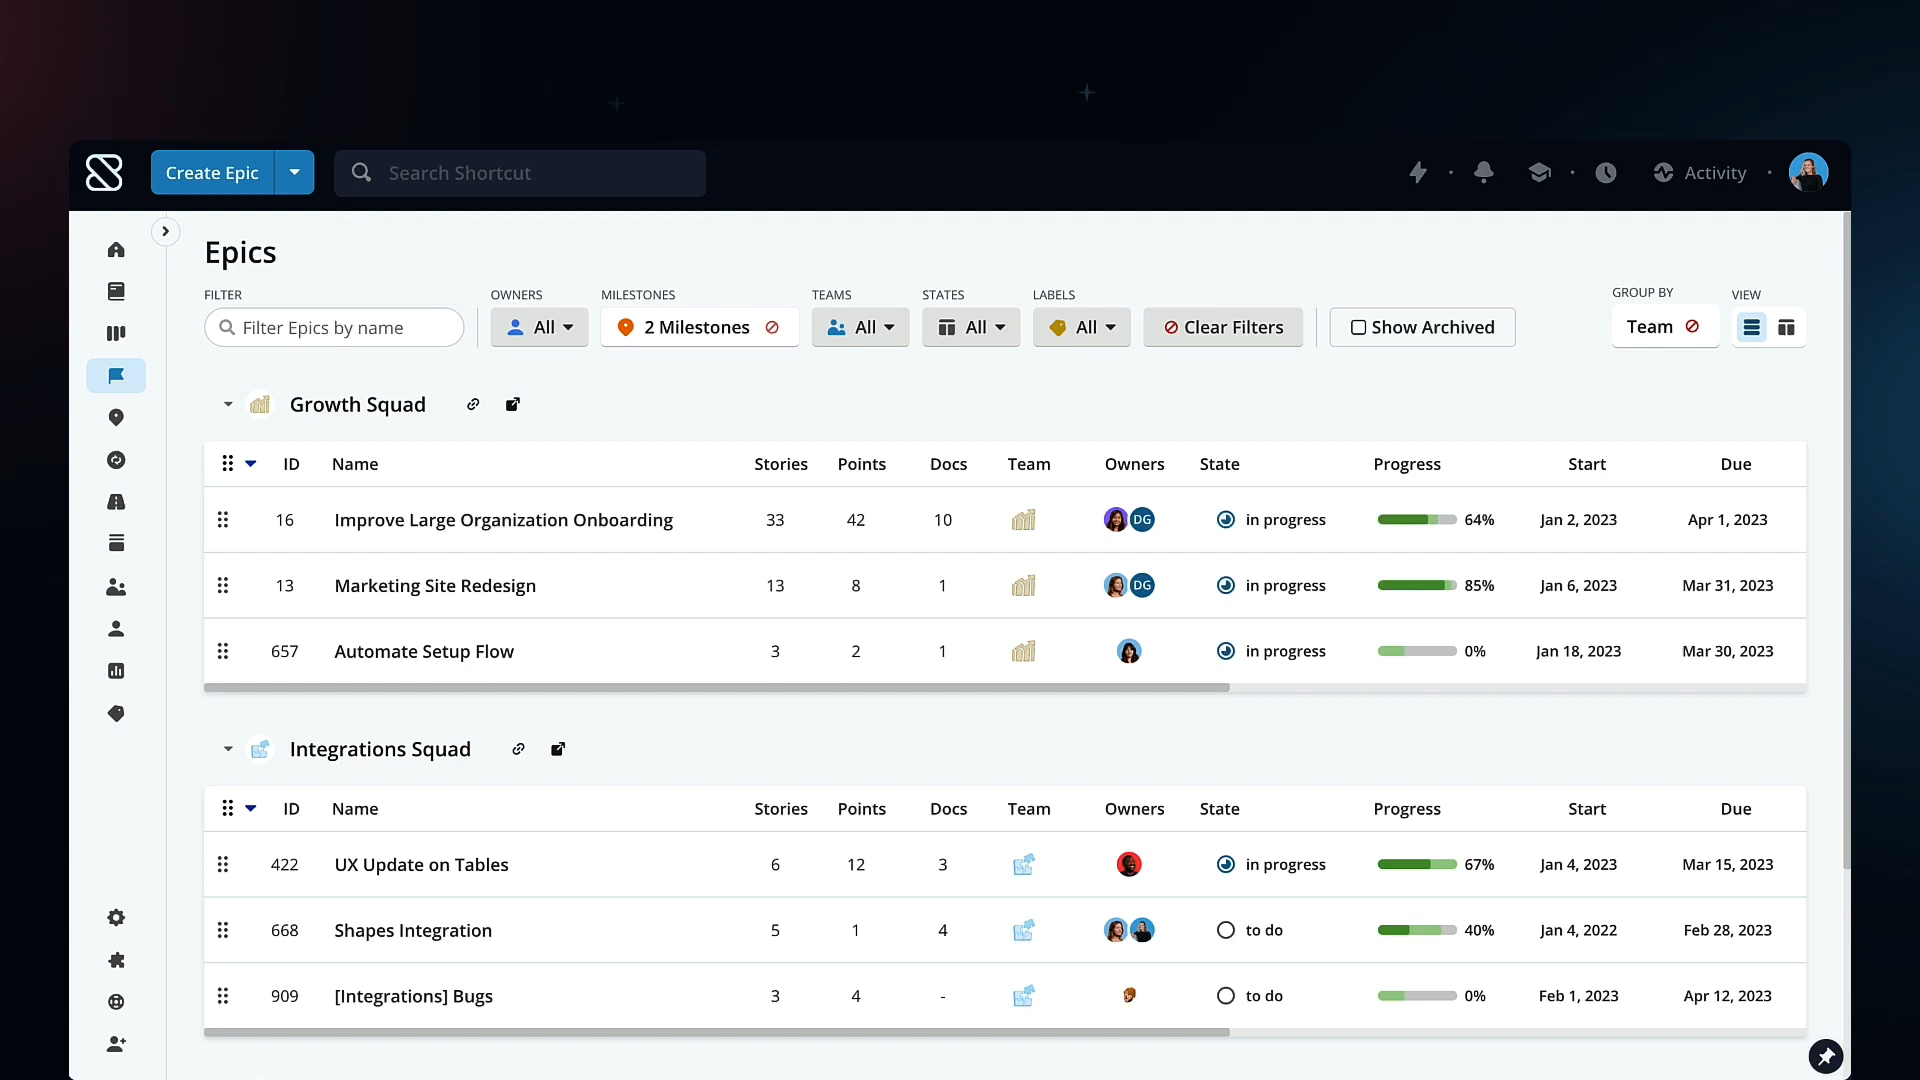 Create Epic
Search Shortcut
Activity
Epics
FILTER OWNERS MILESTONES TEAMS STATES LABELS GROUP BY VIEW
Filter Epics by name All 2 Milestones All All All Clear Filters Show Archived Team
Growth Squad
ID Name Stories Points Docs Team Owners State Progress Start Due
16 Improve Large Organization Onboarding 33 42 10 DG in progress 64% Jan 2, 2023 Apr 1, 2023
13 Marketing Site Redesign 13 8 1 DG in progress 85% Jan 6, 2023 Mar 31, 2023
657 Automate Setup Flow 3 2 1 in progress 0% Jan 18, 2023 Mar 30, 2023
Integrations Squad
ID Name Stories Points Docs Team Owners State Progress Start Due
422 UX Update on Tables 6 12 3 in progress 67% Jan 4, 2023 Mar 15, 2023
668 Shapes Integration 5 1 4 to do 40% Jan 4, 2022 Feb 28, 2023
909 [Integrations] Bugs 3 4 - to do 0% Feb 1, 2023 Apr 12, 2023